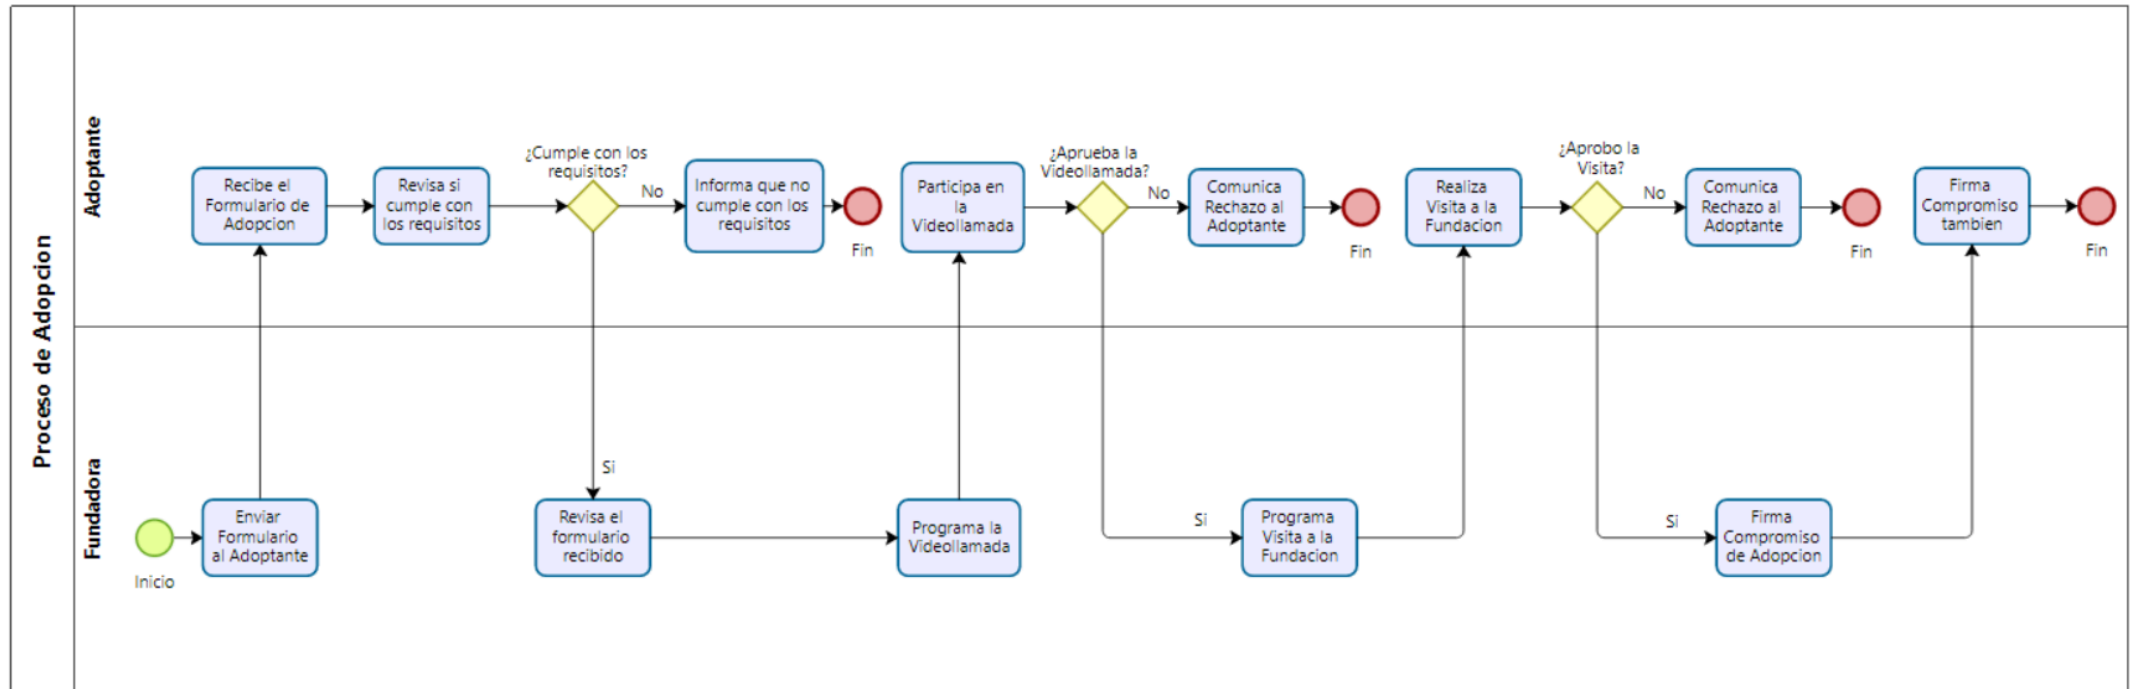 Proceso de Adopcion
Adoptante
Recibe el
Formulario de
Adopcion
Revisa si
cumple con
los requisitos
¿Cumple con los
requisitos?
No
Informa que no
cumple con los
requisitos
Fin
Participa en
la
Videollamada
¿Aprueba la
Videollamada?
No
Comunica
Rechazo al
Adoptante
Fin
Realiza
Visita a la
Fundacion
¿Aprobo la
Visita?
No
Comunica
Rechazo al
Adoptante
Fin
Firma
Compromiso
tambien
Fin
Fundadora
Inicio
Enviar
Formulario
al Adoptante
Si
Revisa el
formulario
recibido
Programa la
Videollamada
Si
Programa
Visita a la
Fundacion
Si
Firma
Compromiso
de Adopcion